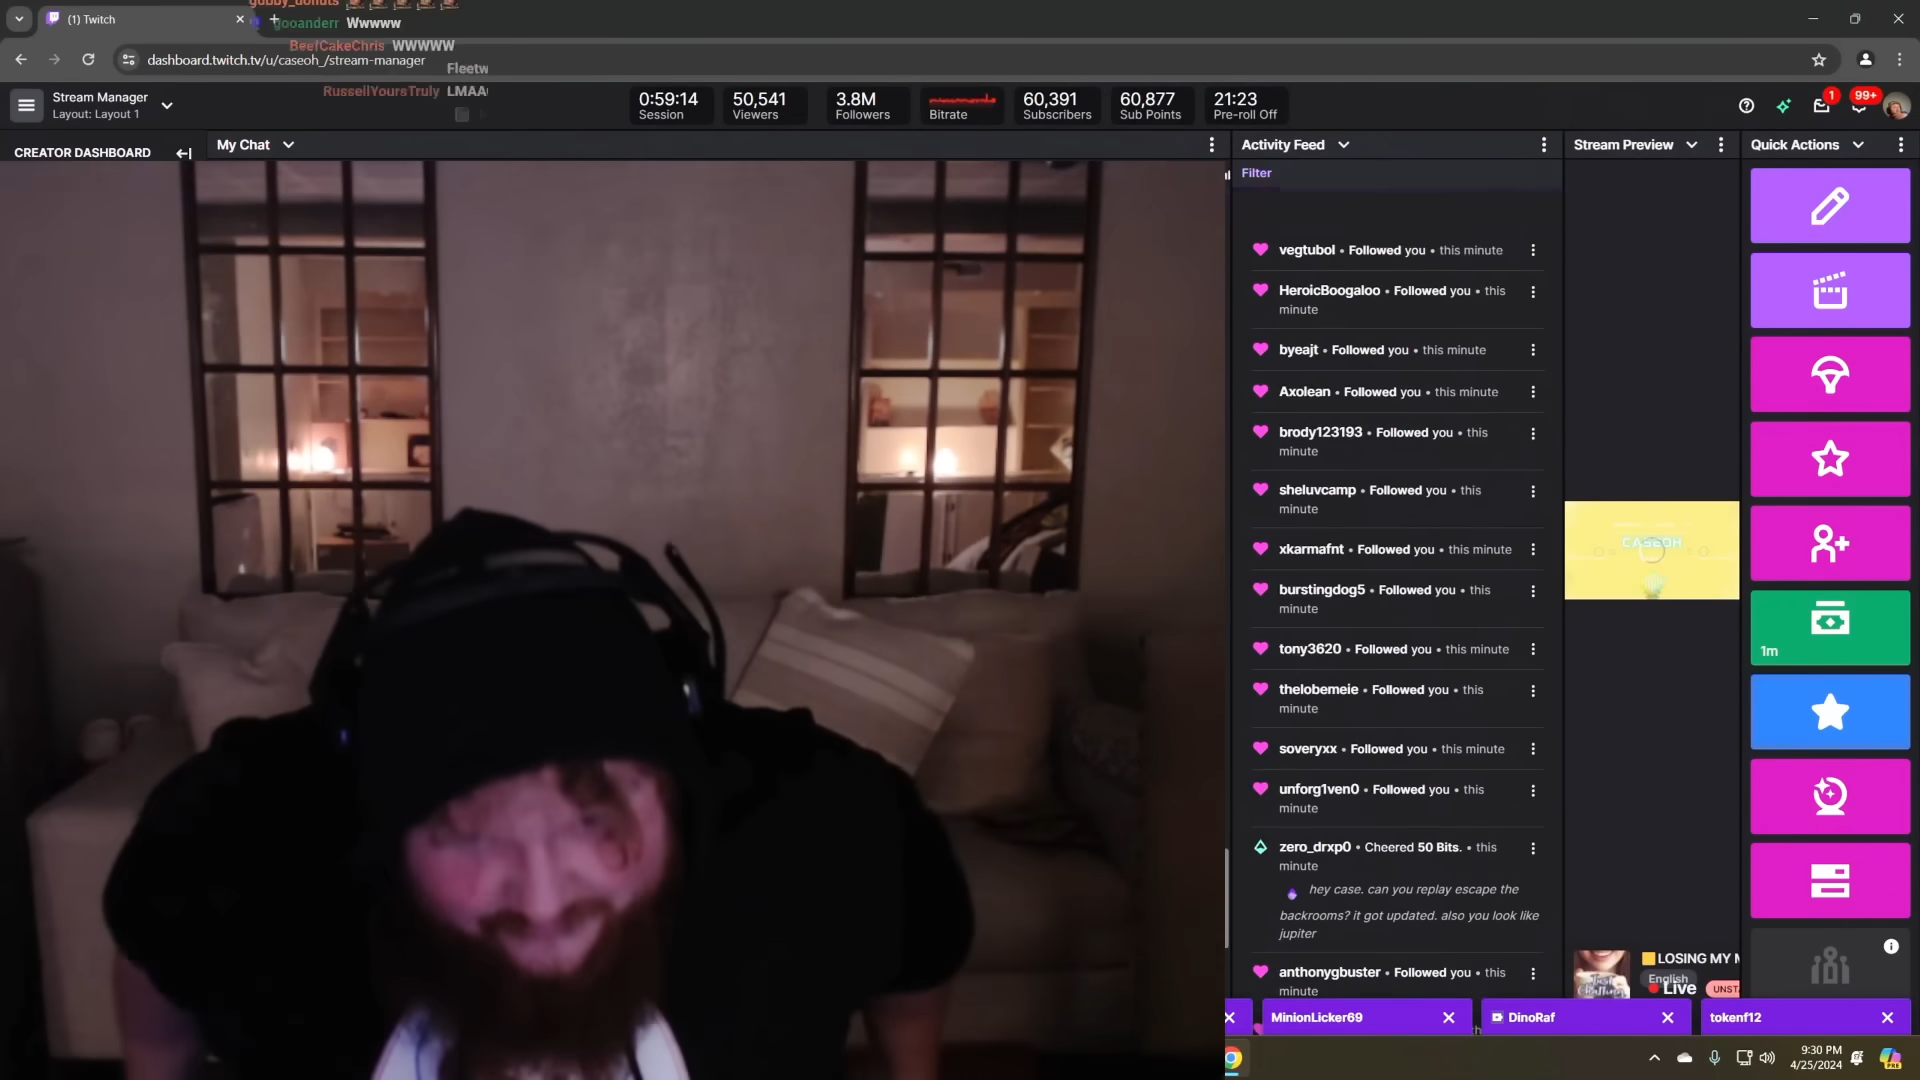 (1) Twitch
gubby_donuts
gooanderr Wwwww
BeefCakeChris WWWWW
dashboard.twitch.tv/u/caseoh_/stream-manager
Fleetw
RussellYoursTruly LMAA
Stream Manager
Layout: Layout 1
0:59:14
Session
50,541
Viewers
3.8M
Followers
Bitrate
60,391
Subscribers
60,877
Sub Points
21:23
Pre-roll Off
1
99+
CREATOR DASHBOARD
My Chat
Activity Feed
Stream Preview
Quick Actions
Filter
vegtubol • Followed you • this minute
HeroicBoogaloo • Followed you • this
minute
byeajt • Followed you • this minute
Axolean • Followed you • this minute
brody123193 • Followed you • this
minute
sheluvcamp • Followed you • this
minute
xkarmafnt • Followed you • this minute
burstingdog5 • Followed you • this
minute
tony3620 • Followed you • this minute
thelobemeie • Followed you • this
minute
soveryxx • Followed you • this minute
unforg1ven0 • Followed you • this
minute
zero_drxp0 • Cheered 50 Bits. • this
minute
hey case. can you replay escape the
backrooms? it got updated. also you look like
jupiter
anthonygbuster • Followed you • this
minute
CASEOH
1m
LOSING MY M
English
Live
UNST
MinionLicker69
DinoRaf
tokenf12
9:30 PM
4/25/2024